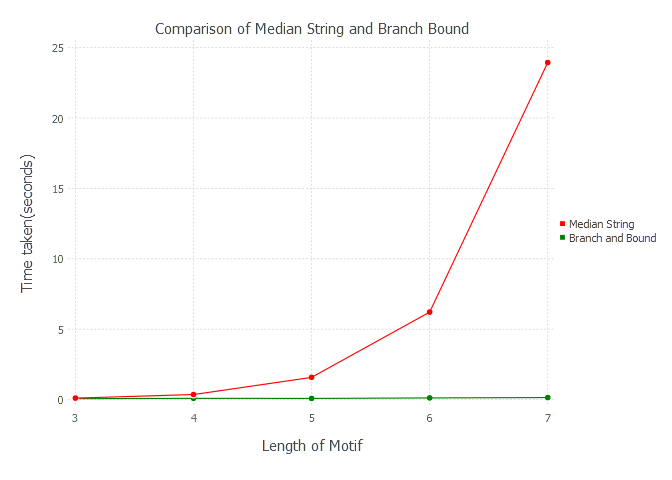 Comparison of Median String and Branch Bound
25
20
15
10
5
0
Time taken(seconds)
3 4 5 6 7
Length of Motif
Median String
Branch and Bound